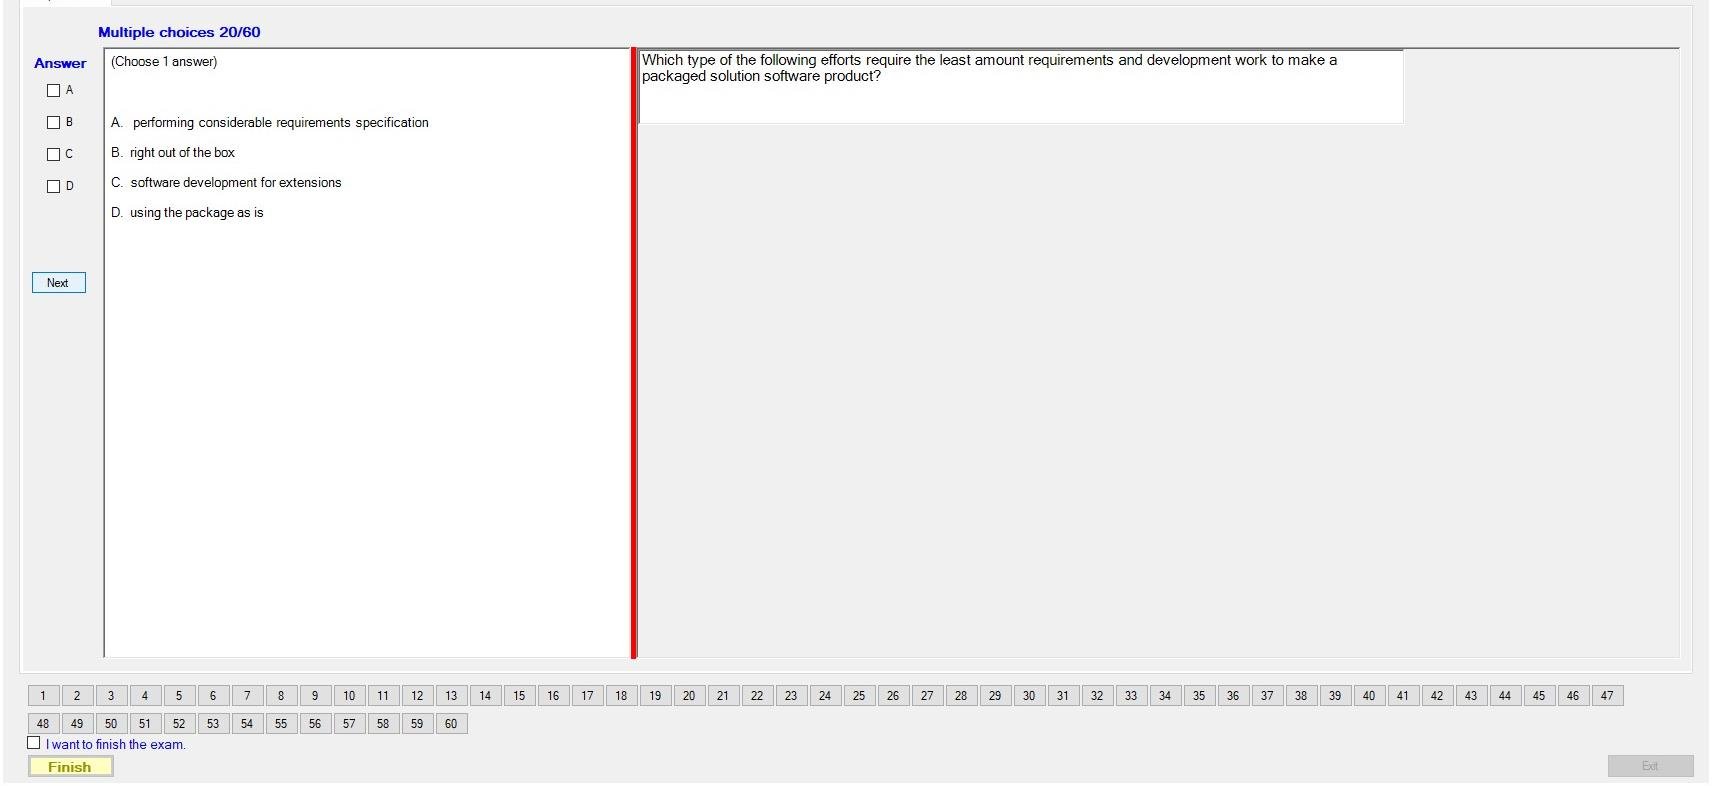 Multiple choices 20/60
Answer
(Choose 1 answer)
Which type of the following efforts require the least amount requirements and development work to make a
packaged solution software product?
A
B
C
D
A. performing considerable requirements specification
B. right out of the box
C. software development for extensions
D. using the package as is
Next
1 2 3 4 5 6 7 8 9 10 11 12 13 14 15 16 17 18 19 20 21 22 23 24 25 26 27 28 29 30 31 32 33 34 35 36 37 38 39 40 41 42 43 44 45 46 47
48 49 50 51 52 53 54 55 56 57 58 59 60
I want to finish the exam.
Finish
Exit